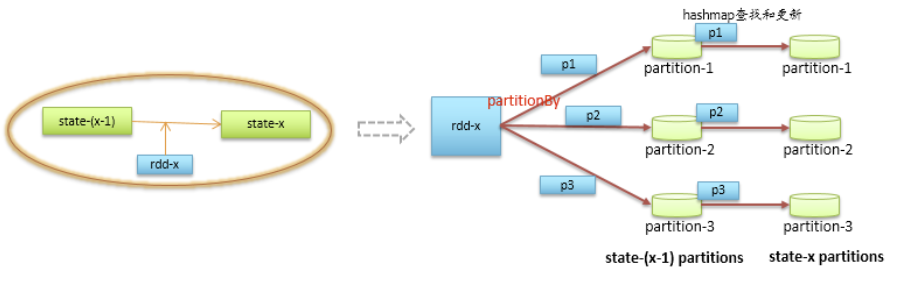 state-(x-1)
state-x
rdd-x
rdd-x
partitionBy
p1
p2
p3
hashmap查找和更新
p1
partition-1
partition-1
p2
partition-2
partition-2
p3
partition-3
partition-3
state-(x-1) partitions
state-x partitions